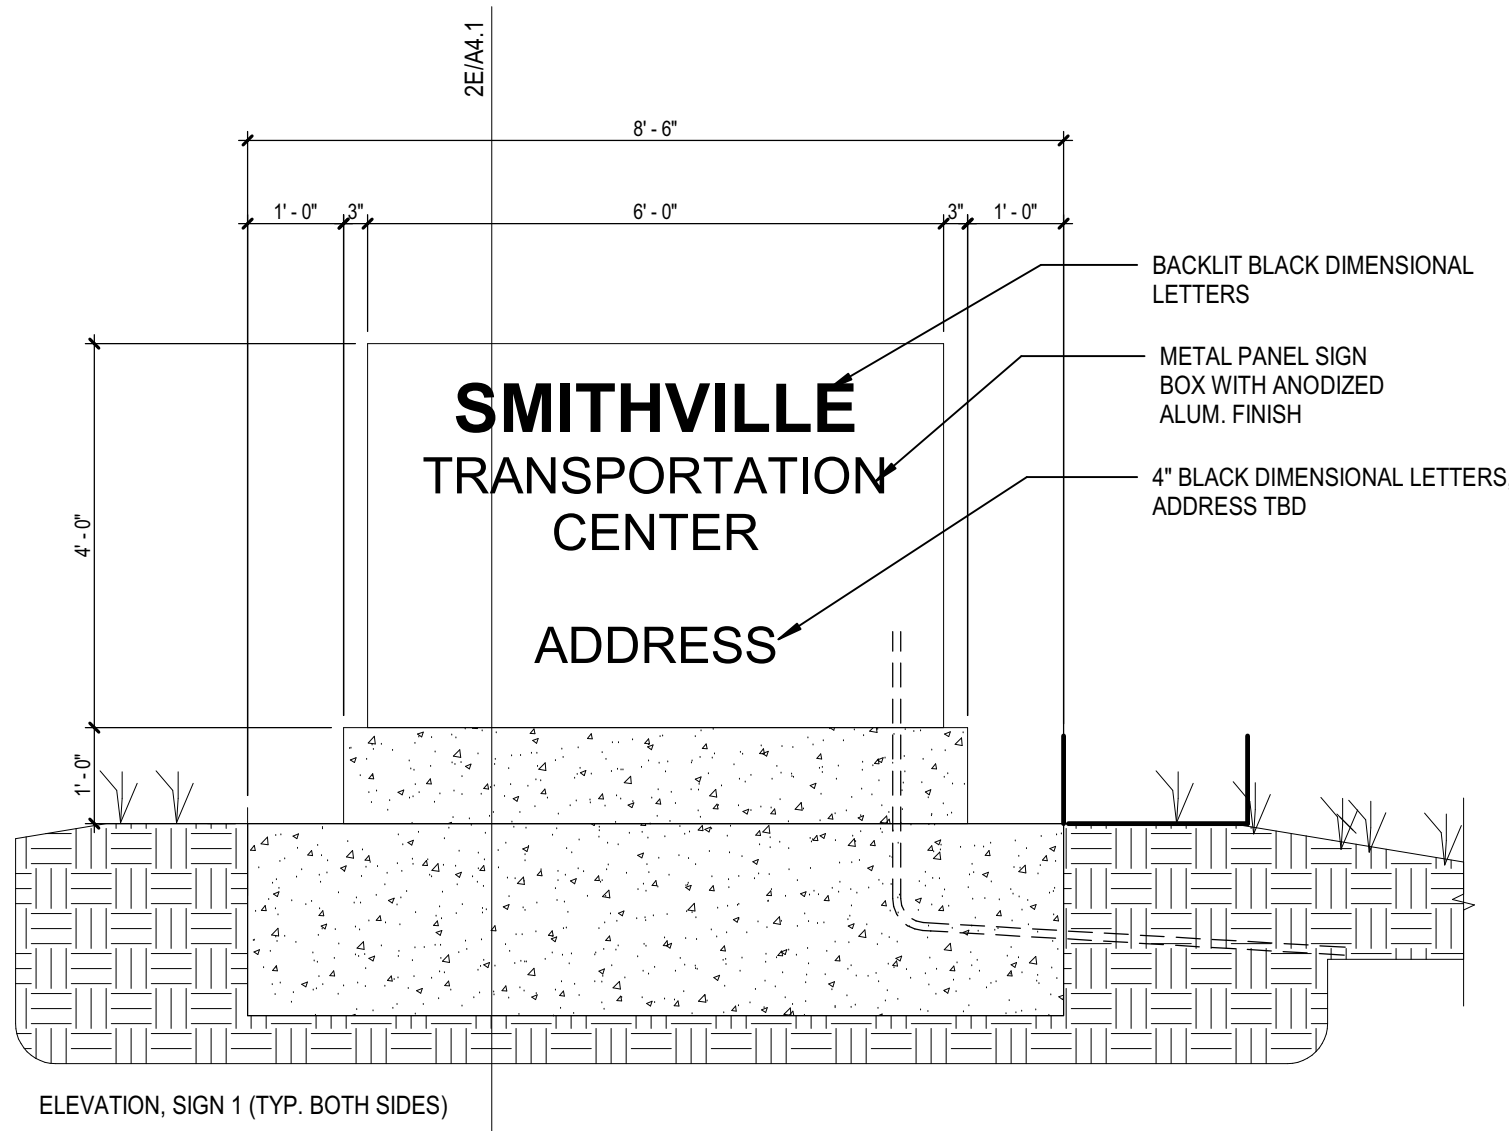 2E/A4.1
8' - 6"
1' - 0"
3"
6' - 0"
3"
1' - 0"
BACKLIT BLACK DIMENSIONAL
LETTERS
METAL PANEL SIGN
BOX WITH ANODIZED
ALUM. FINISH
SMITHVILLE
TRANSPORTATION
CENTER
4" BLACK DIMENSIONAL LETTERS
ADDRESS TBD
4' - 0"
ADDRESS
1' - 0"
ELEVATION, SIGN 1 (TYP. BOTH SIDES)